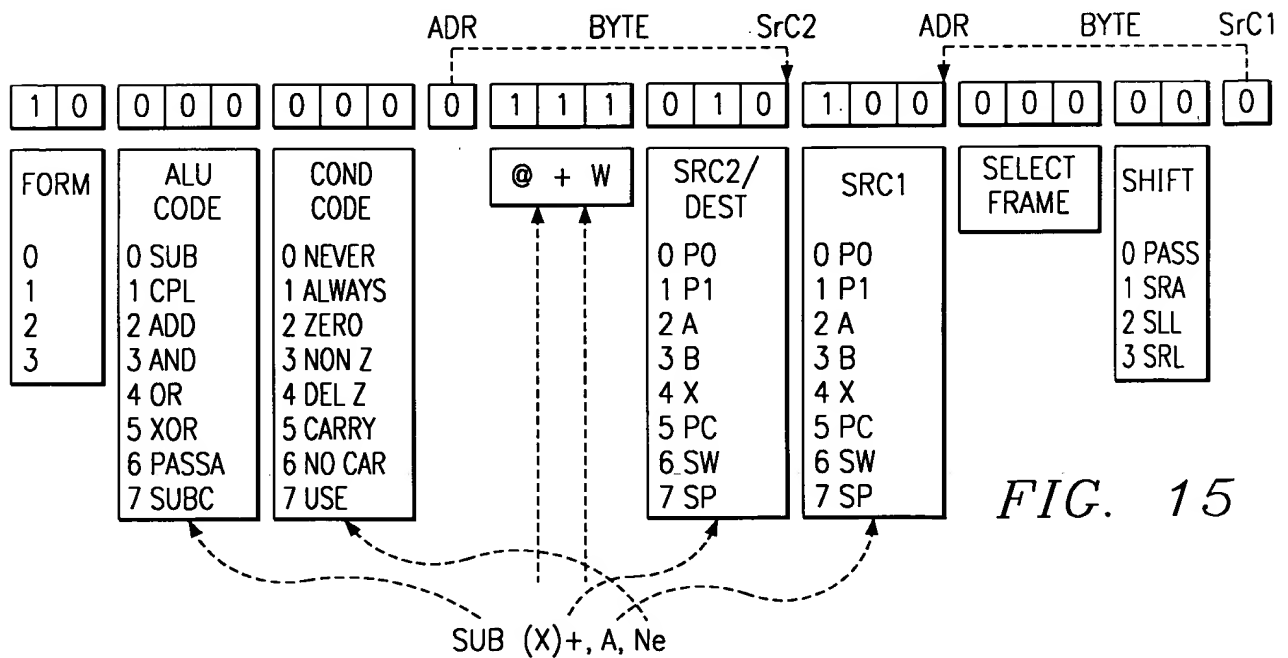 ADR BYTE SrC2 ADR BYTE SrC1
1 0 0 0 0 0 0 0 0 1 1 1 0 1 0 1 0 0 0 0 0 0 0 0
FORM
0
1
2
3
ALU
CODE
0 SUB
1 CPL
2 ADD
3 AND
4 OR
5 XOR
6 PASSA
7 SUBC
COND
CODE
0 NEVER
1 ALWAYS
2 ZERO
3 NON Z
4 DEL Z
5 CARRY
6 NO CAR
7 USE
@ + W
SRC2/
DEST
0 P0
1 P1
2 A
3 B
4 X
5 PC
6 SW
7 SP
SRC1
0 P0
1 P1
2 A
3 B
4 X
5 PC
6 SW
7 SP
SELECT
FRAME
SHIFT
0 PASS
1 SRA
2 SLL
3 SRL
FIG. 15
SUB (X)+, A, Ne